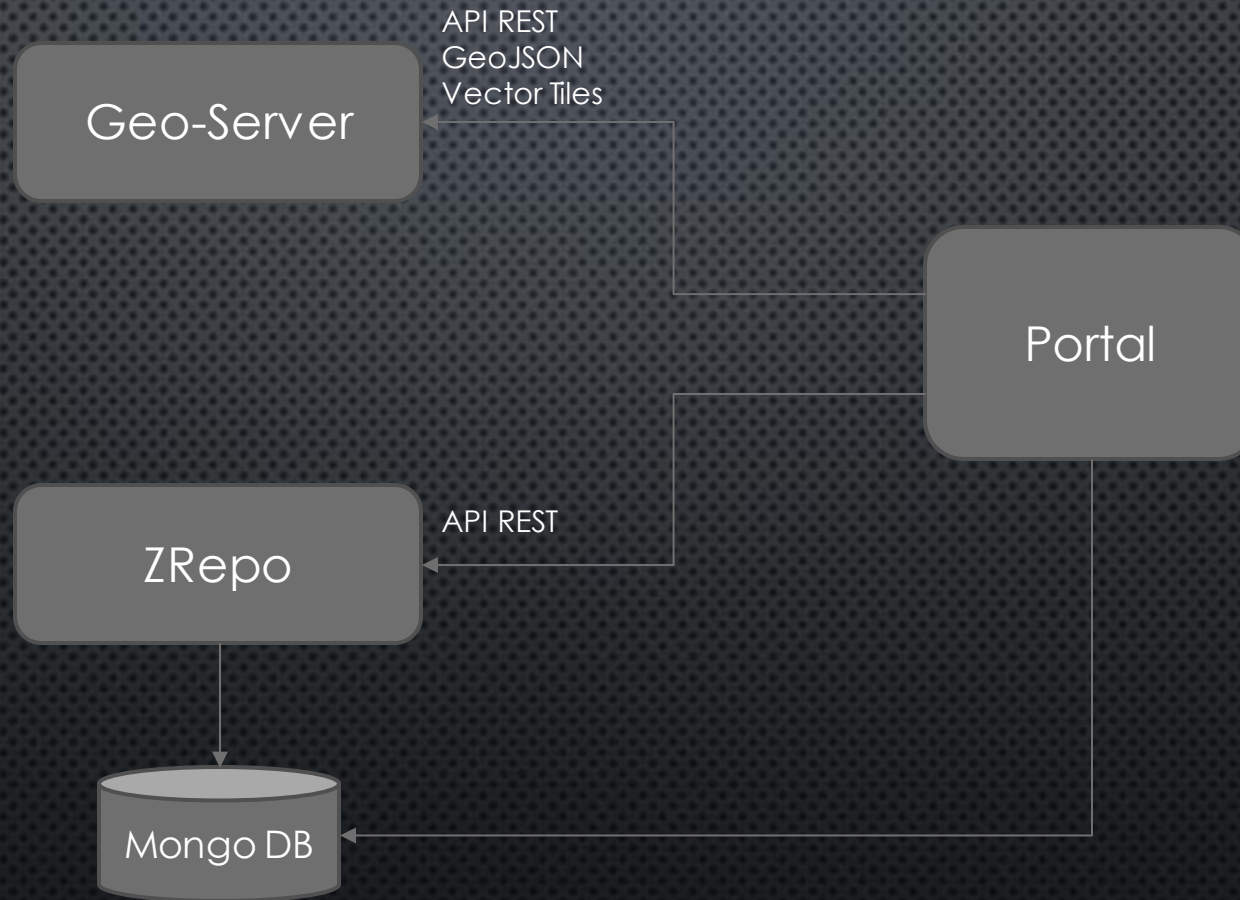 API REST
GeoJSON
Vector Tiles
Geo-Server
Portal
API REST
ZRepo
Mongo DB